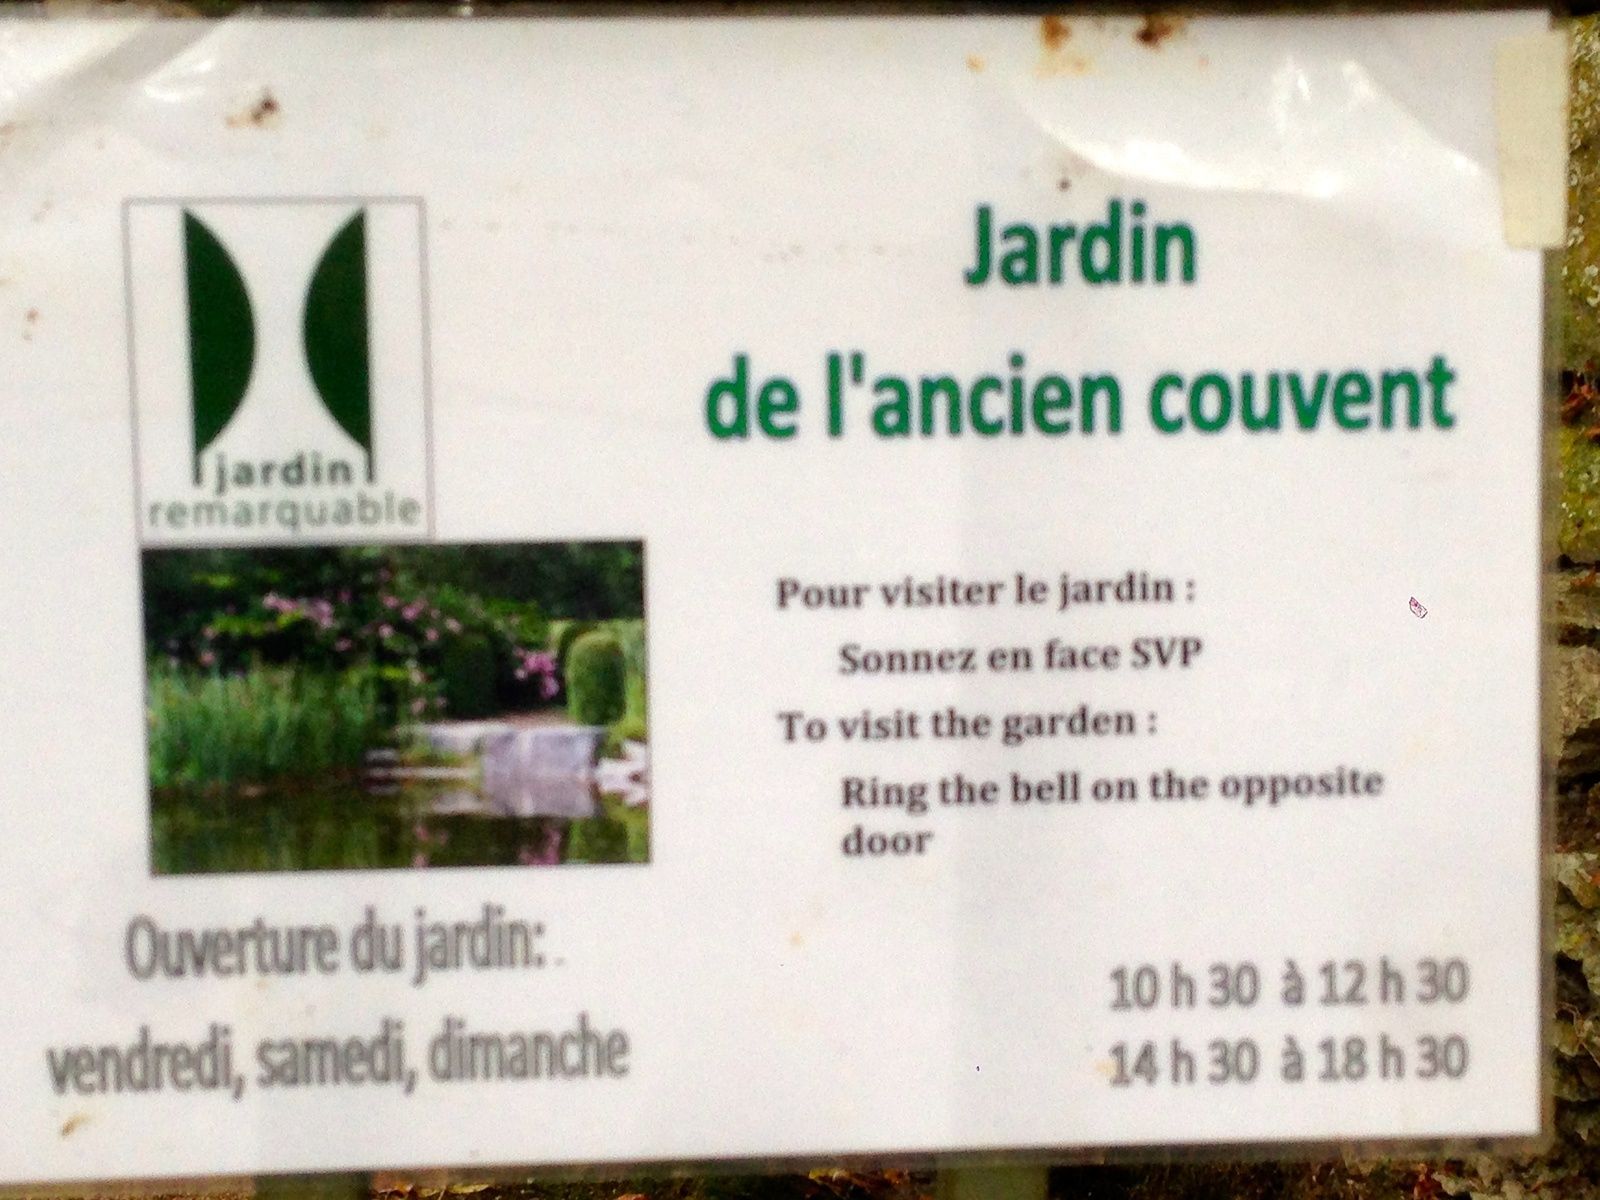 jardin
remarquable
Jardin
de l'ancien couvent
Pour visiter le jardin :
Sonnez en face SVP
To visit the garden :
Ring the bell on the opposite
door
Ouverture du jardin:
vendredi, samedi, dimanche
10 h 30 à 12 h 30
14 h 30 à 18 h 30